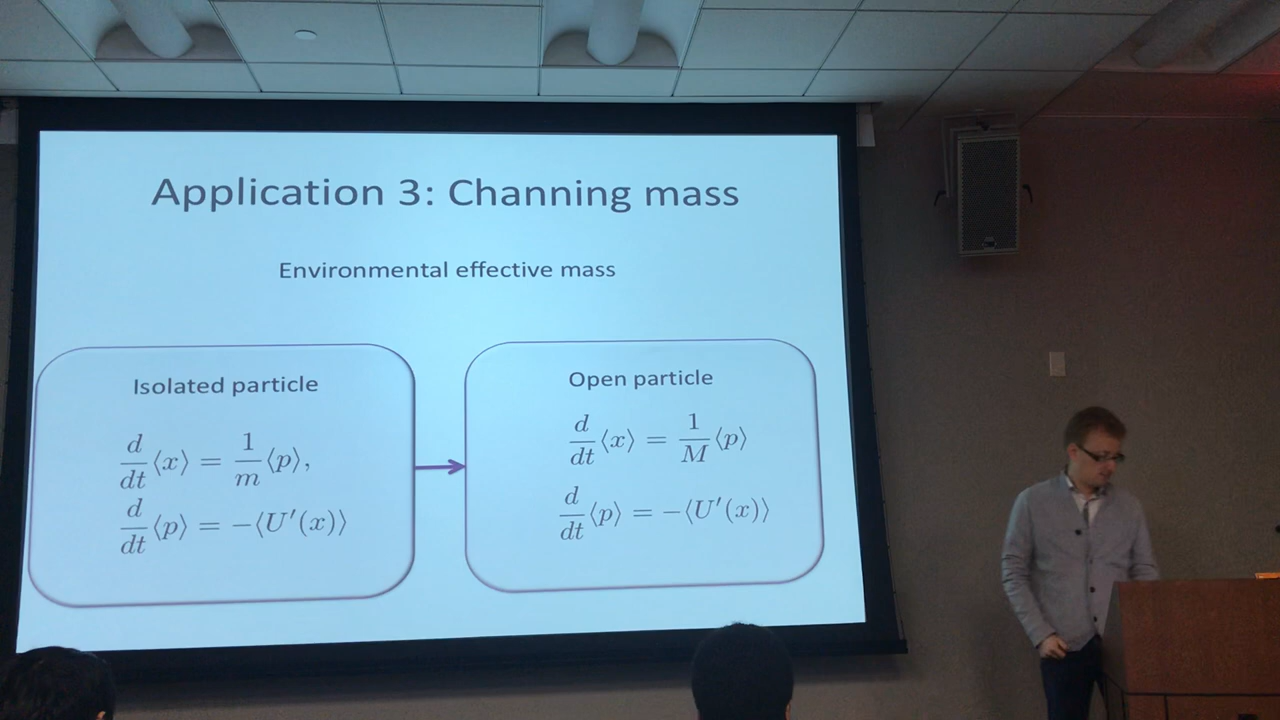 Application 3: Channing mass
Environmental effective mass
Isolated particle
d/dt ⟨x⟩ = 1/m ⟨p⟩,
d/dt ⟨p⟩ = −⟨U′(x)⟩
Open particle
d/dt ⟨x⟩ = 1/M ⟨p⟩
d/dt ⟨p⟩ = −⟨U′(x)⟩